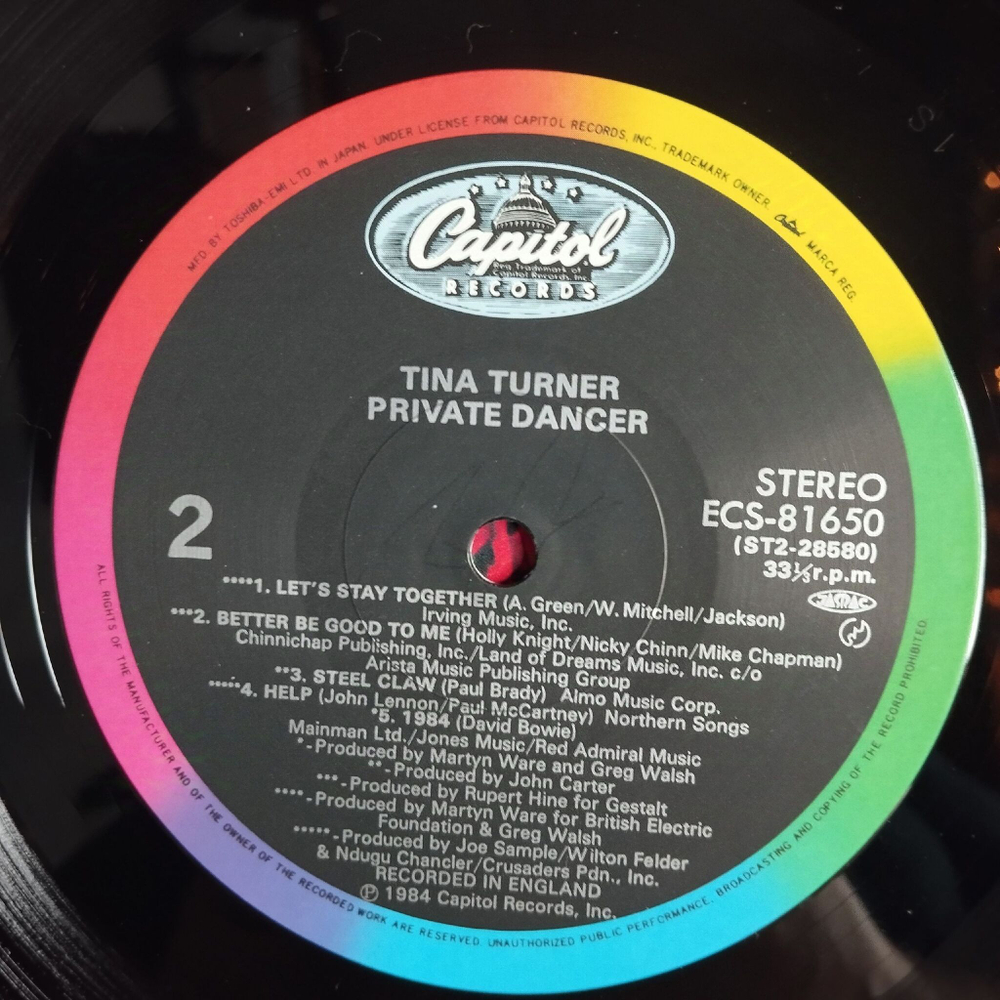 MFD. BY TOSHIBA-EMI LTD. IN JAPAN. UNDER LICENSE FROM CAPITOL RECORDS, INC., TRADEMARK OWNER. Capitol MARCA REG.
Capitol
Reg. Trademark of
Capitol Records, Inc.
RECORDS
TINA TURNER
PRIVATE DANCER
STEREO
ECS-81650
(ST2-28580)
33⅓r.p.m.
JASRAC
2
****1. LET'S STAY TOGETHER (A. Green/W. Mitchell/Jackson)
Irving Music, Inc.
***2. BETTER BE GOOD TO ME (Holly Knight/Nicky Chinn/Mike Chapman)
Chinnichap Publishing, Inc./Land of Dreams Music, Inc. c/o
Arista Music Publishing Group
**3. STEEL CLAW (Paul Brady) Almo Music Corp.
*****4. HELP (John Lennon/Paul McCartney) Northern Songs
*5. 1984 (David Bowie)
Mainman Ltd./Jones Music/Red Admiral Music
*-Produced by Martyn Ware and Greg Walsh
**-Produced by John Carter
***-Produced by Rupert Hine for Gestalt
****-Produced by Martyn Ware for British Electric
Foundation & Greg Walsh
*****-Produced by Joe Sample/Wilton Felder
& Ndugu Chancler/Crusaders Pdn., Inc.
RECORDED IN ENGLAND
℗ 1984 Capitol Records, Inc.
ALL RIGHTS OF THE MANUFACTURER AND OF THE OWNER OF THE RECORDED WORK ARE RESERVED. UNAUTHORIZED PUBLIC PERFORMANCE, BROADCASTING AND COPYING OF THE RECORD PROHIBITED.